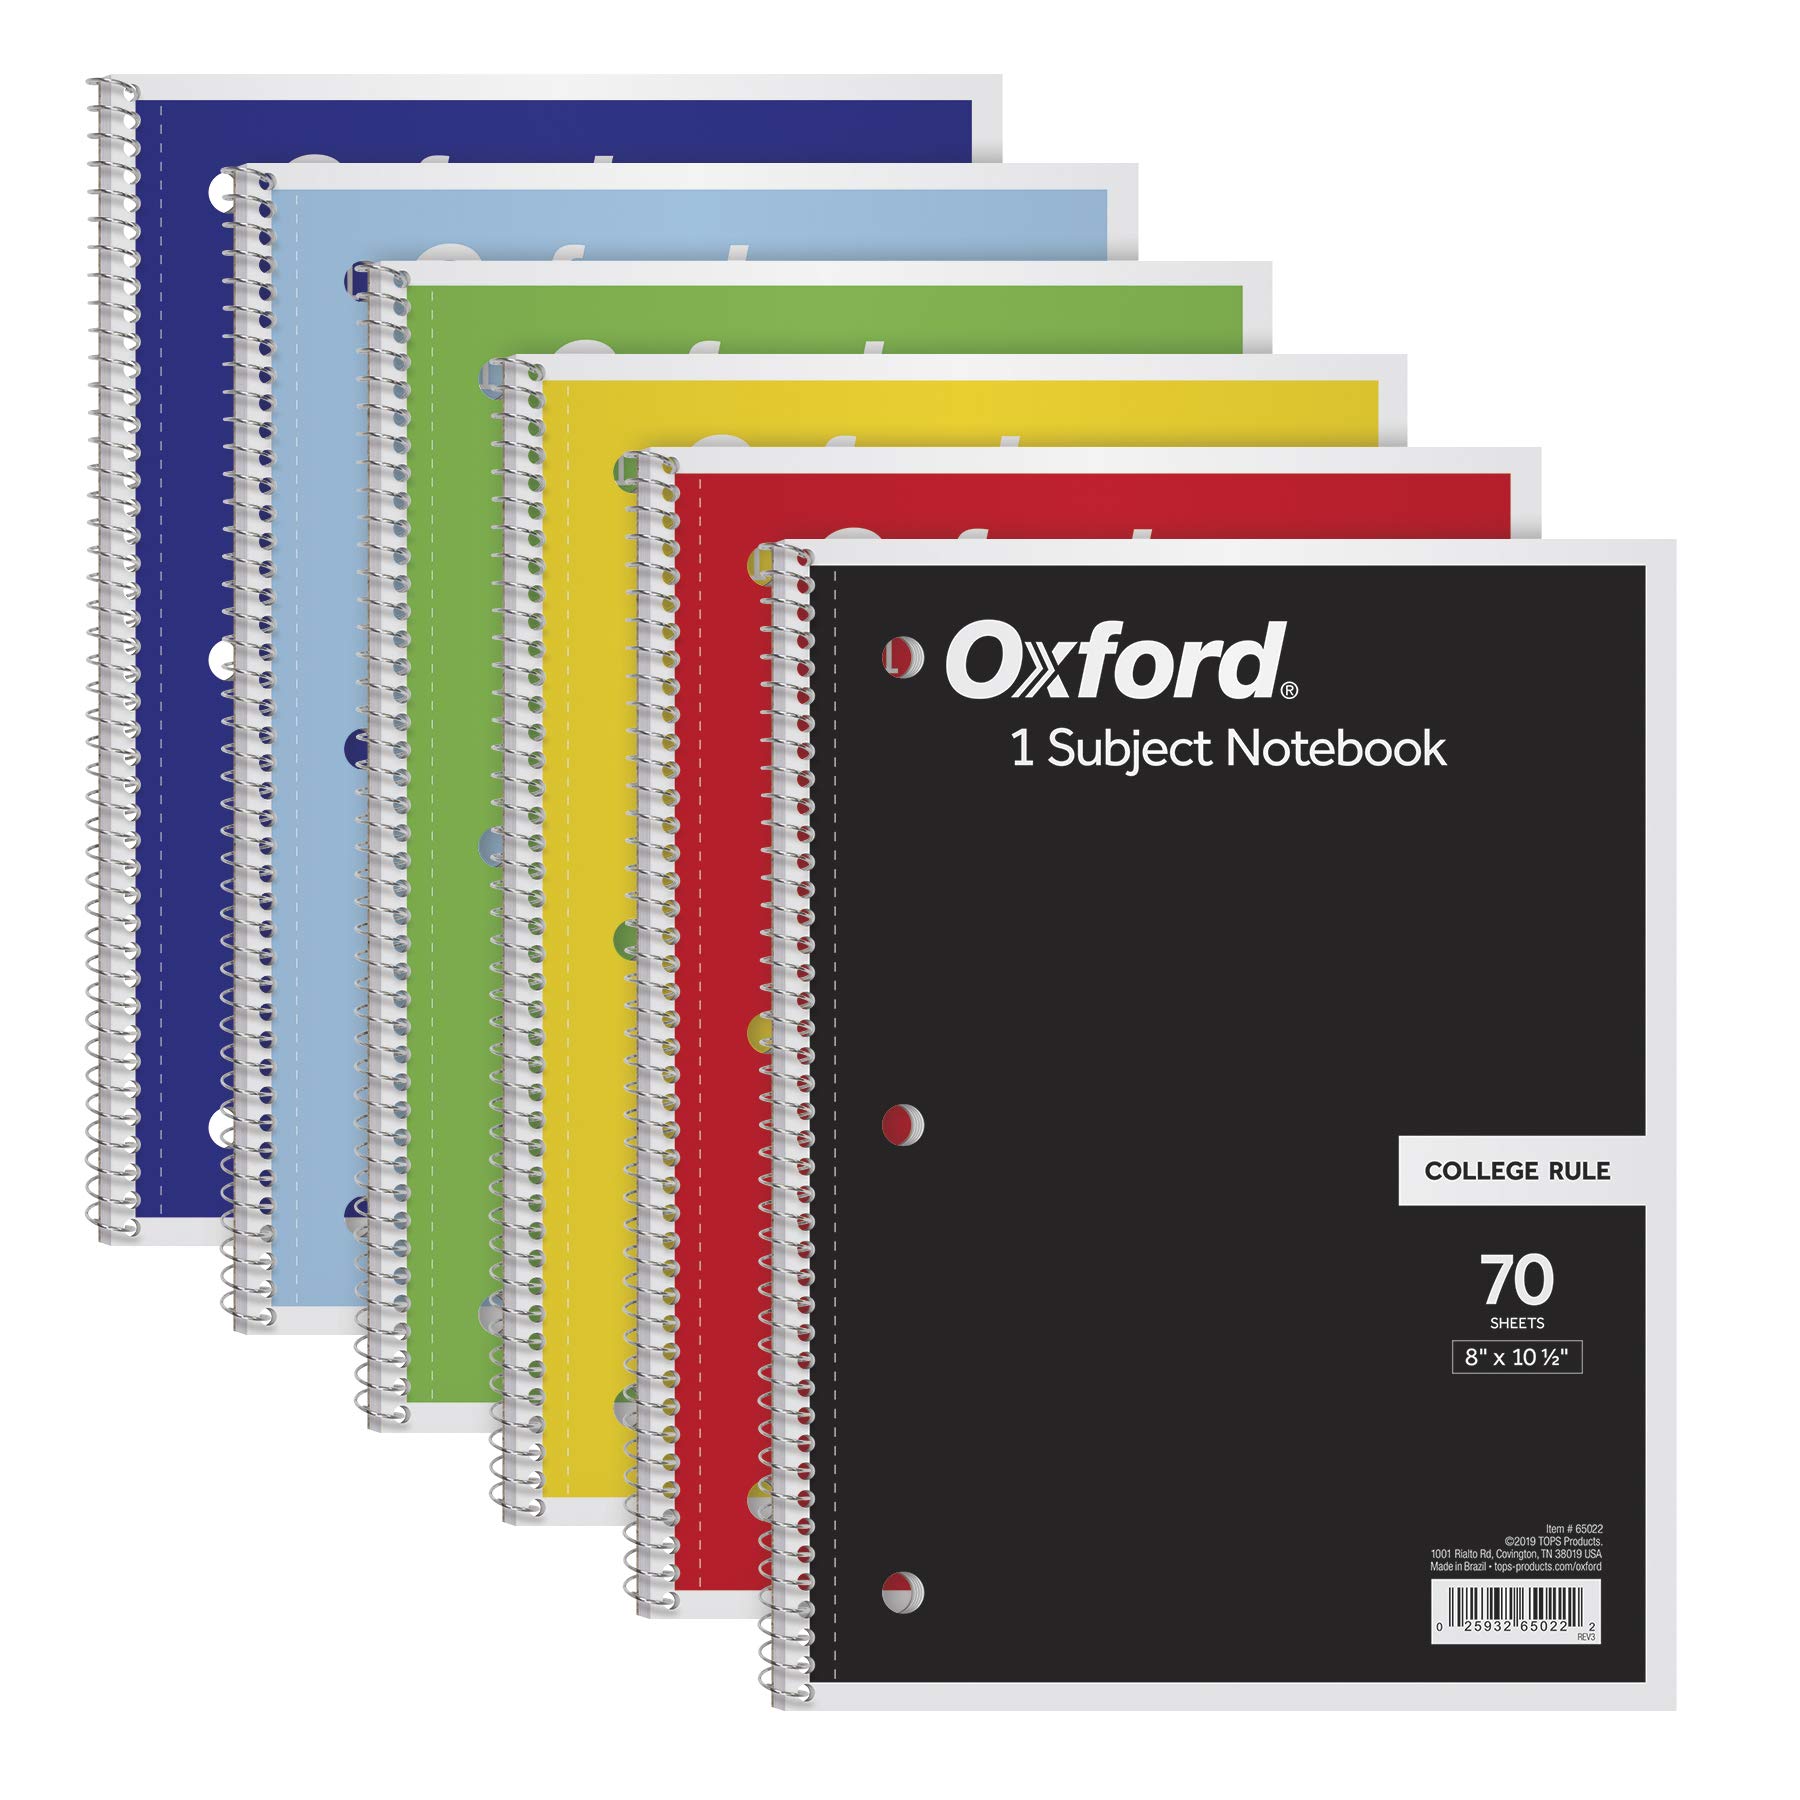 Oxford®
1 Subject Notebook
COLLEGE RULE
70
SHEETS
8" x 10 ½"
Item # 65022
©2019 TOPS Products.
1001 Rialto Rd, Covington, TN 38019 USA
Made in Brazil • tops-products.com/oxford
0 25932 65022 2
REV3